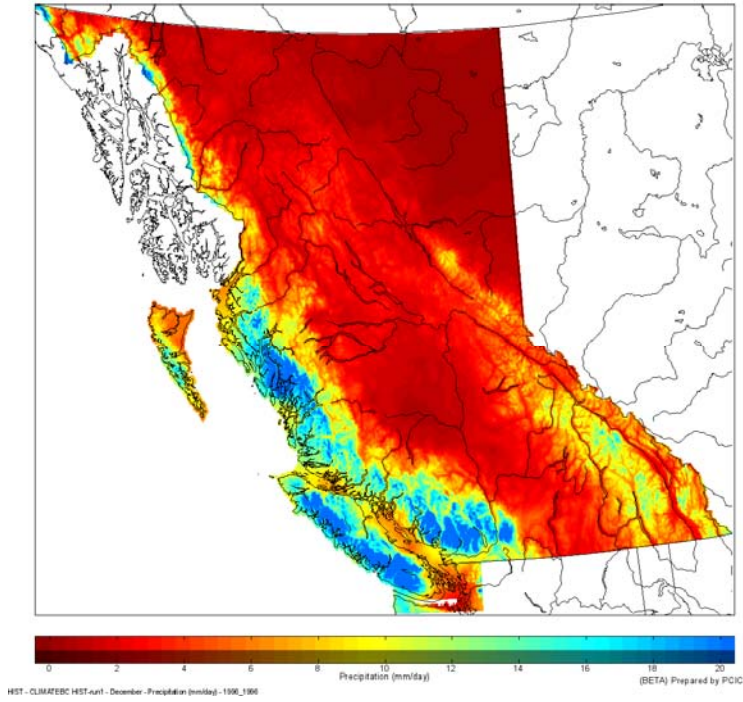 0 2 4 6 8 10 12 14 16 18 20
Precipitation (mm/day)
(BETA) Prepared by PCIC
HIST - CLIMATEBC HIST-run1 - December - Precipitation (mm/day) - 1996_1996